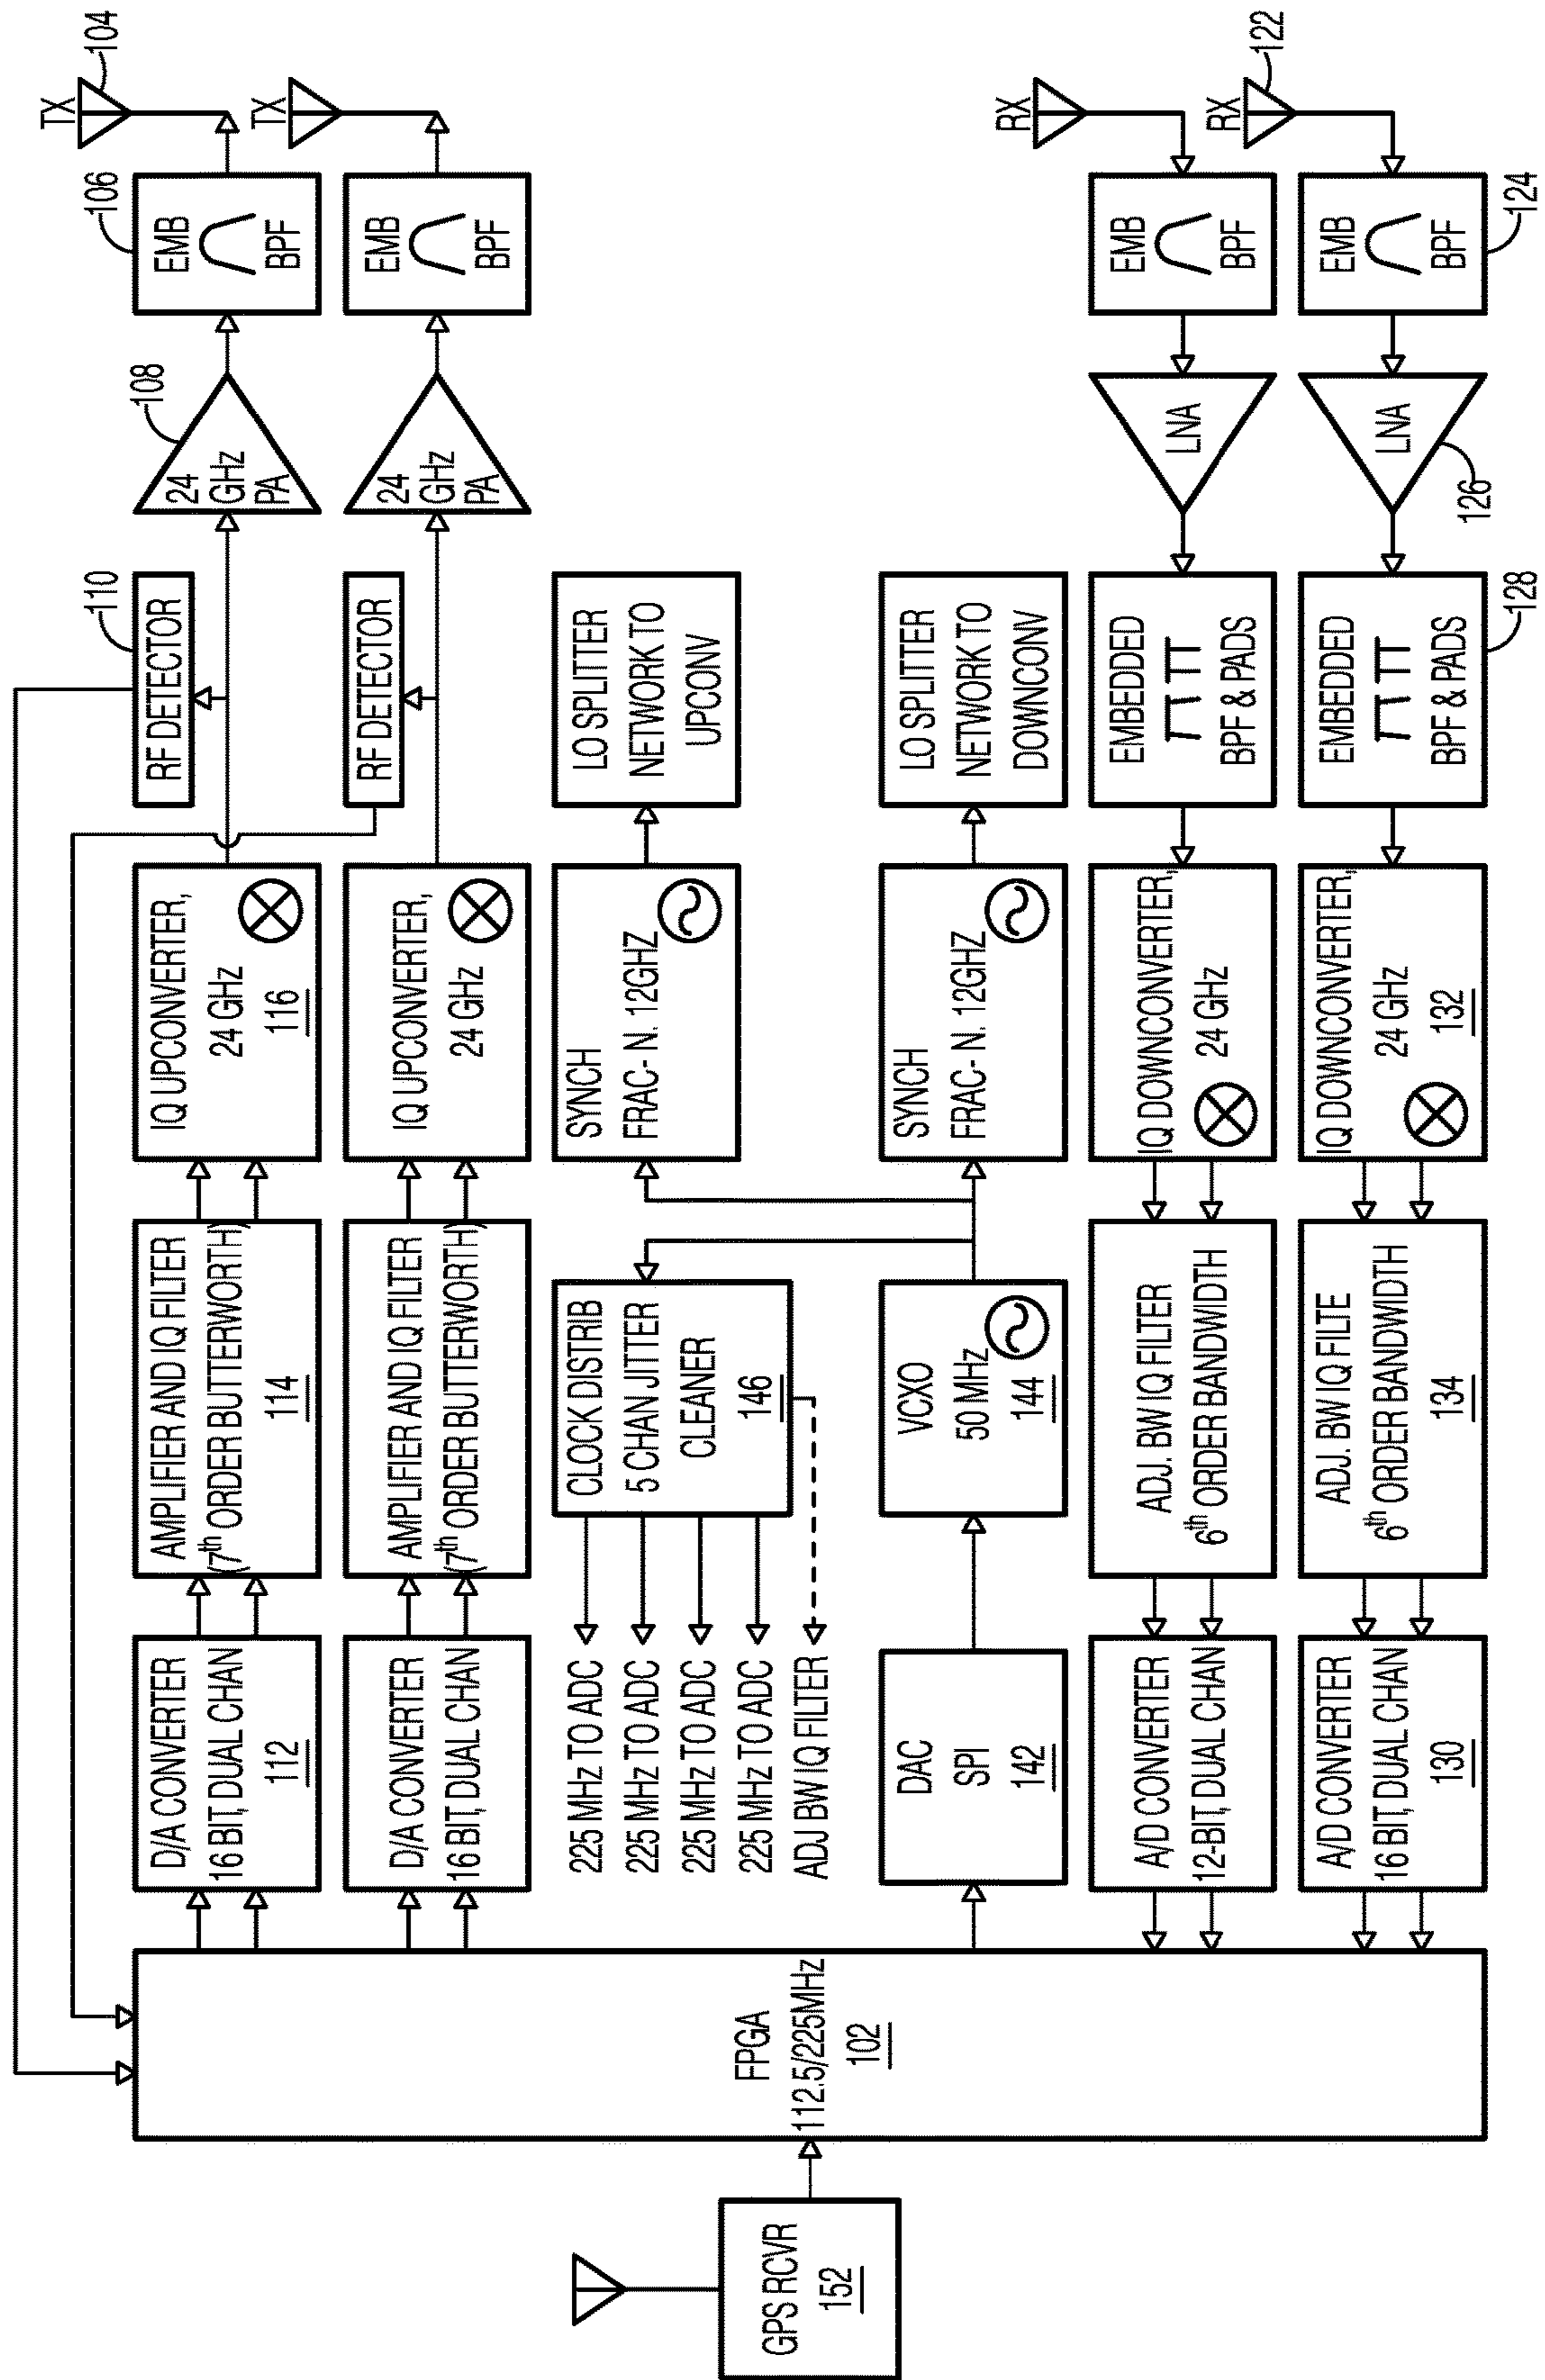 TX
104
EMB
BPF
106
24
GHz
PA
108
RF DETECTOR
110
IQ UPCONVERTER,
24 GHz
116
AMPLIFIER AND IQ FILTER
(7th ORDER BUTTERWORTH)
114
D/A CONVERTER
16 BIT, DUAL CHAN
112
TX
EMB
BPF
24
GHz
PA
RF DETECTOR
IQ UPCONVERTER,
24 GHz
AMPLIFIER AND IQ FILTER
(7th ORDER BUTTERWORTH)
D/A CONVERTER
16 BIT, DUAL CHAN
LO SPLITTER
NETWORK TO
UPCONV
SYNCH
FRAC- N. 12GHZ
CLOCK DISTRIB
5 CHAN JITTER
CLEANER
146
225 MHz TO ADC
225 MHz TO ADC
225 MHz TO ADC
225 MHz TO ADC
ADJ BW IQ FILTER
LO SPLITTER
NETWORK TO
DOWNCONV
SYNCH
FRAC- N. 12GHZ
VCXO
50 MHz
144
DAC
SPI
142
FPGA
112.5/225MHz
102
GPS RCVR
152
RX
EMB
BPF
LNA
EMBEDDED
BPF & PADS
IQ DOWNCONVERTER,
24 GHz
ADJ. BW IQ FILTER
6th ORDER BANDWIDTH
A/D CONVERTER
12-BIT, DUAL CHAN
RX
122
EMB
BPF
124
LNA
126
EMBEDDED
BPF & PADS
128
IQ DOWNCONVERTER,
24 GHz
132
ADJ. BW IQ FILTE
6th ORDER BANDWIDTH
134
A/D CONVERTER
16 BIT, DUAL CHAN
130